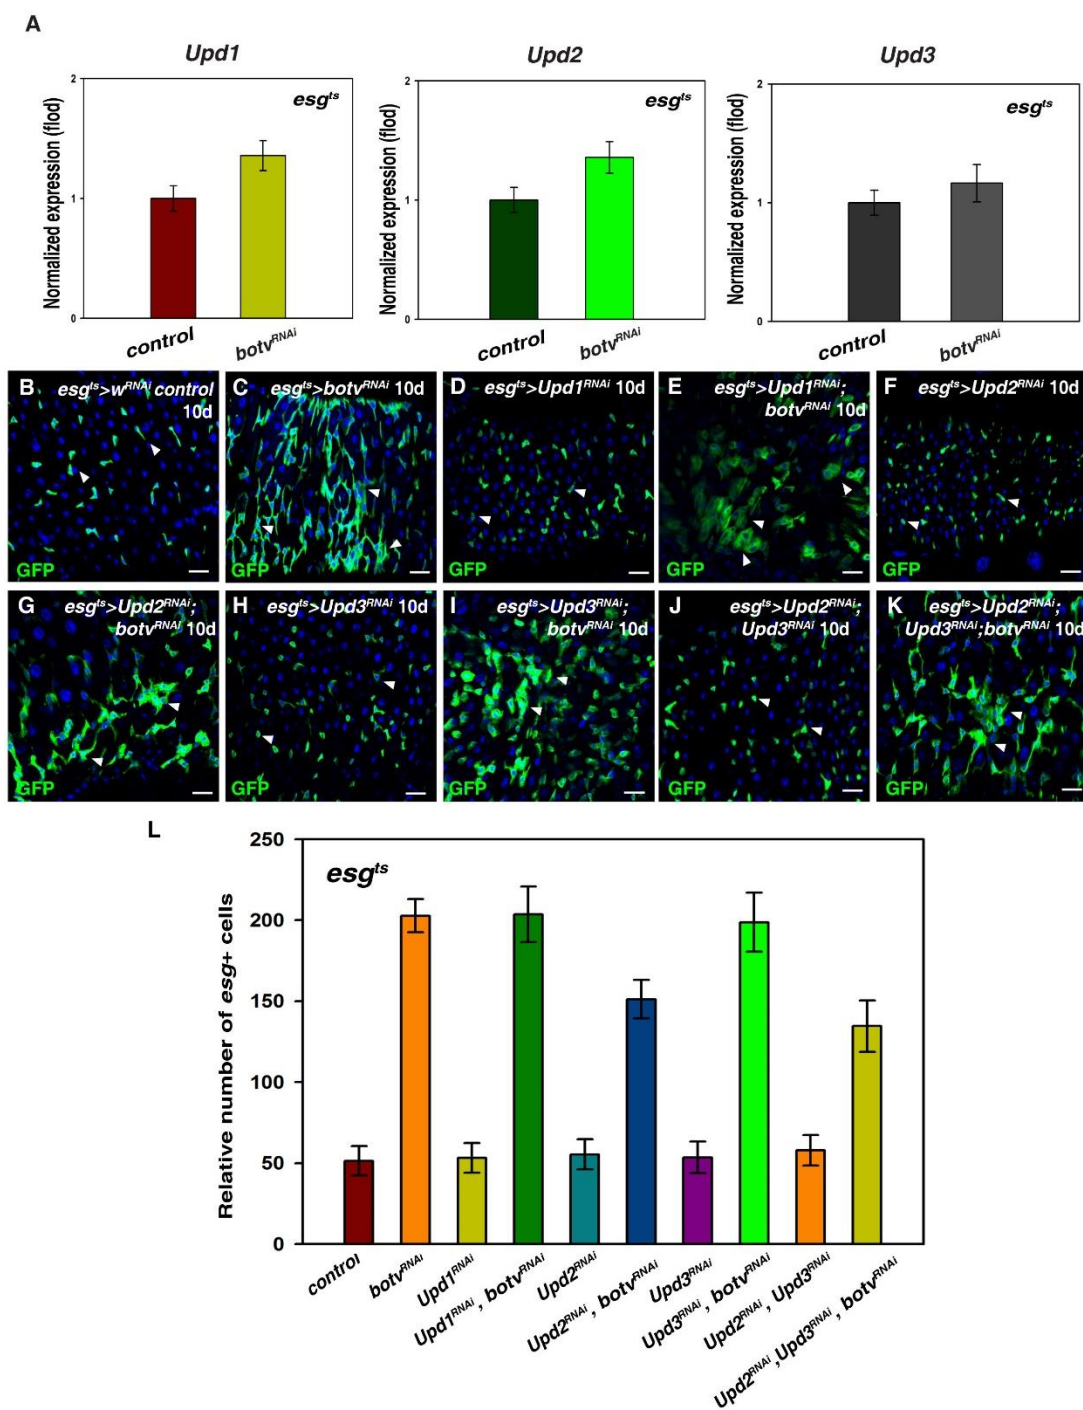 A
Upd1
Upd2
Upd3
Normalized expression (flod)
2
1
0
esgts
control
botvRNAi
Normalized expression (flod)
2
1
0
esgts
control
botvRNAi
Normalized expression (flod)
2
1
0
esgts
control
botvRNAi
B
esgts>wRNAi control
10d
GFP
C
esgts>botvRNAi 10d
GFP
D
esgts>Upd1RNAi 10d
GFP
E
esgts>Upd1RNAi;
botvRNAi 10d
GFP
F
esgts>Upd2RNAi 10d
GFP
G
esgts>Upd2RNAi;
botvRNAi 10d
GFP
H
esgts>Upd3RNAi 10d
GFP
I
esgts>Upd3RNAi;
botvRNAi 10d
GFP
J
esgts>Upd2RNAi;
Upd3RNAi 10d
GFP
K
esgts>Upd2RNAi;
Upd3RNAi;botvRNAi 10d
GFP
L
Relative number of esg+ cells
250
200
150
100
50
0
esgts
control
botvRNAi
Upd1RNAi
Upd1RNAi, botvRNAi
Upd2RNAi
Upd2RNAi, botvRNAi
Upd3RNAi
Upd3RNAi, botvRNAi
Upd2RNAi, Upd3RNAi
Upd2RNAi,Upd3RNAi, botvRNAi